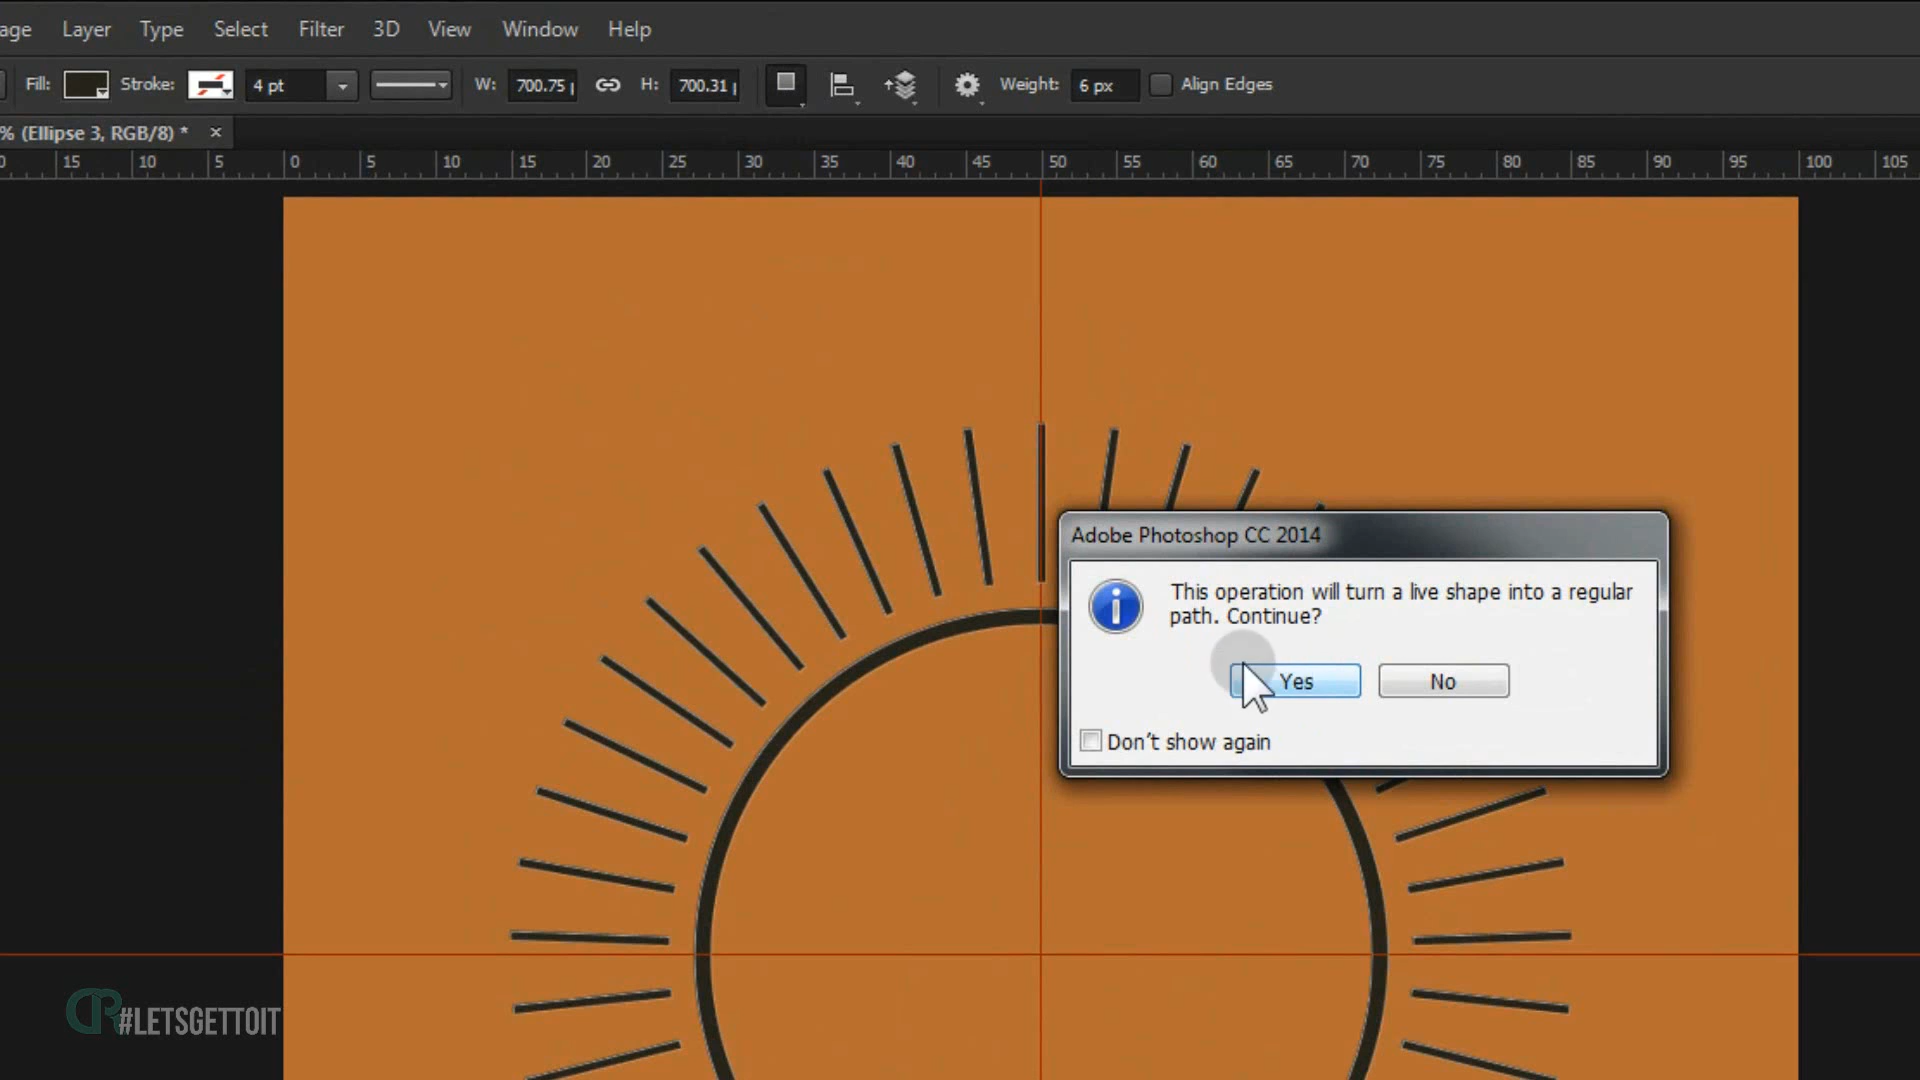 age Layer Type Select Filter 3D View Window Help
Fill: Stroke: 4 pt W: 700.75 p H: 700.31 p Weight: 6 px Align Edges
% (Ellipse 3, RGB/8) * ×
0 15 10 5 0 5 10 15 20 25 30 35 40 45 50 55 60 65 70 75 80 85 90 95 100 105
Adobe Photoshop CC 2014
This operation will turn a live shape into a regular
path. Continue?
Yes No
Don't show again
#LETSGETTOIT